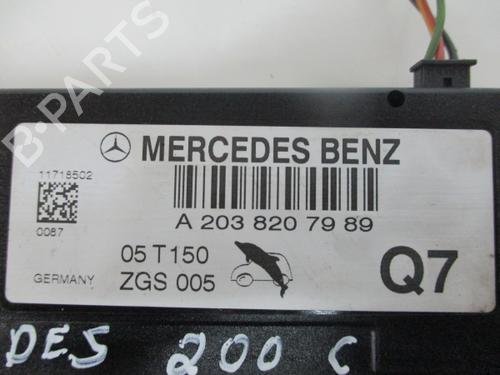 MERCEDES BENZ
11718502
0087
A 203 820 79 89
05 T150
GERMANY
ZGS 005
Q7
DES 200 C
B-PARTS